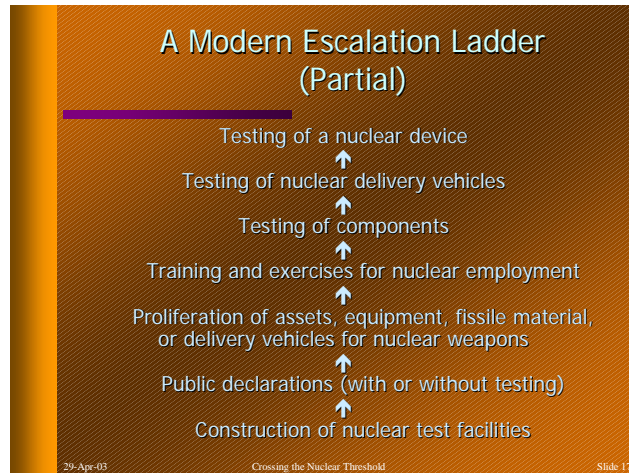 A Modern Escalation Ladder
(Partial)
Testing of a nuclear device
Testing of nuclear delivery vehicles
Testing of components
Training and exercises for nuclear employment
Proliferation of assets, equipment, fissile material,
or delivery vehicles for nuclear weapons
Public declarations (with or without testing)
Construction of nuclear test facilities
29-Apr-03 Crossing the Nuclear Threshold Slide 17